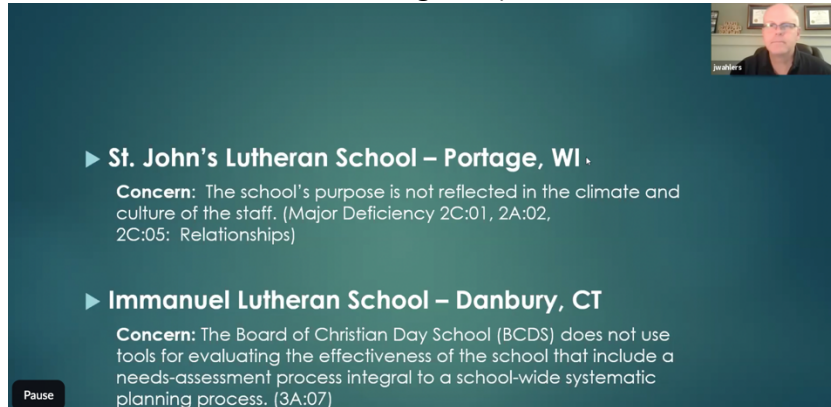 jwahlers
▶ St. John's Lutheran School – Portage, WI
Concern: The school's purpose is not reflected in the climate and
culture of the staff. (Major Deficiency 2C:01, 2A:02,
2C:05: Relationships)
▶ Immanuel Lutheran School – Danbury, CT
Concern: The Board of Christian Day School (BCDS) does not use
tools for evaluating the effectiveness of the school that include a
needs-assessment process integral to a school-wide systematic
planning process. (3A:07)
Pause